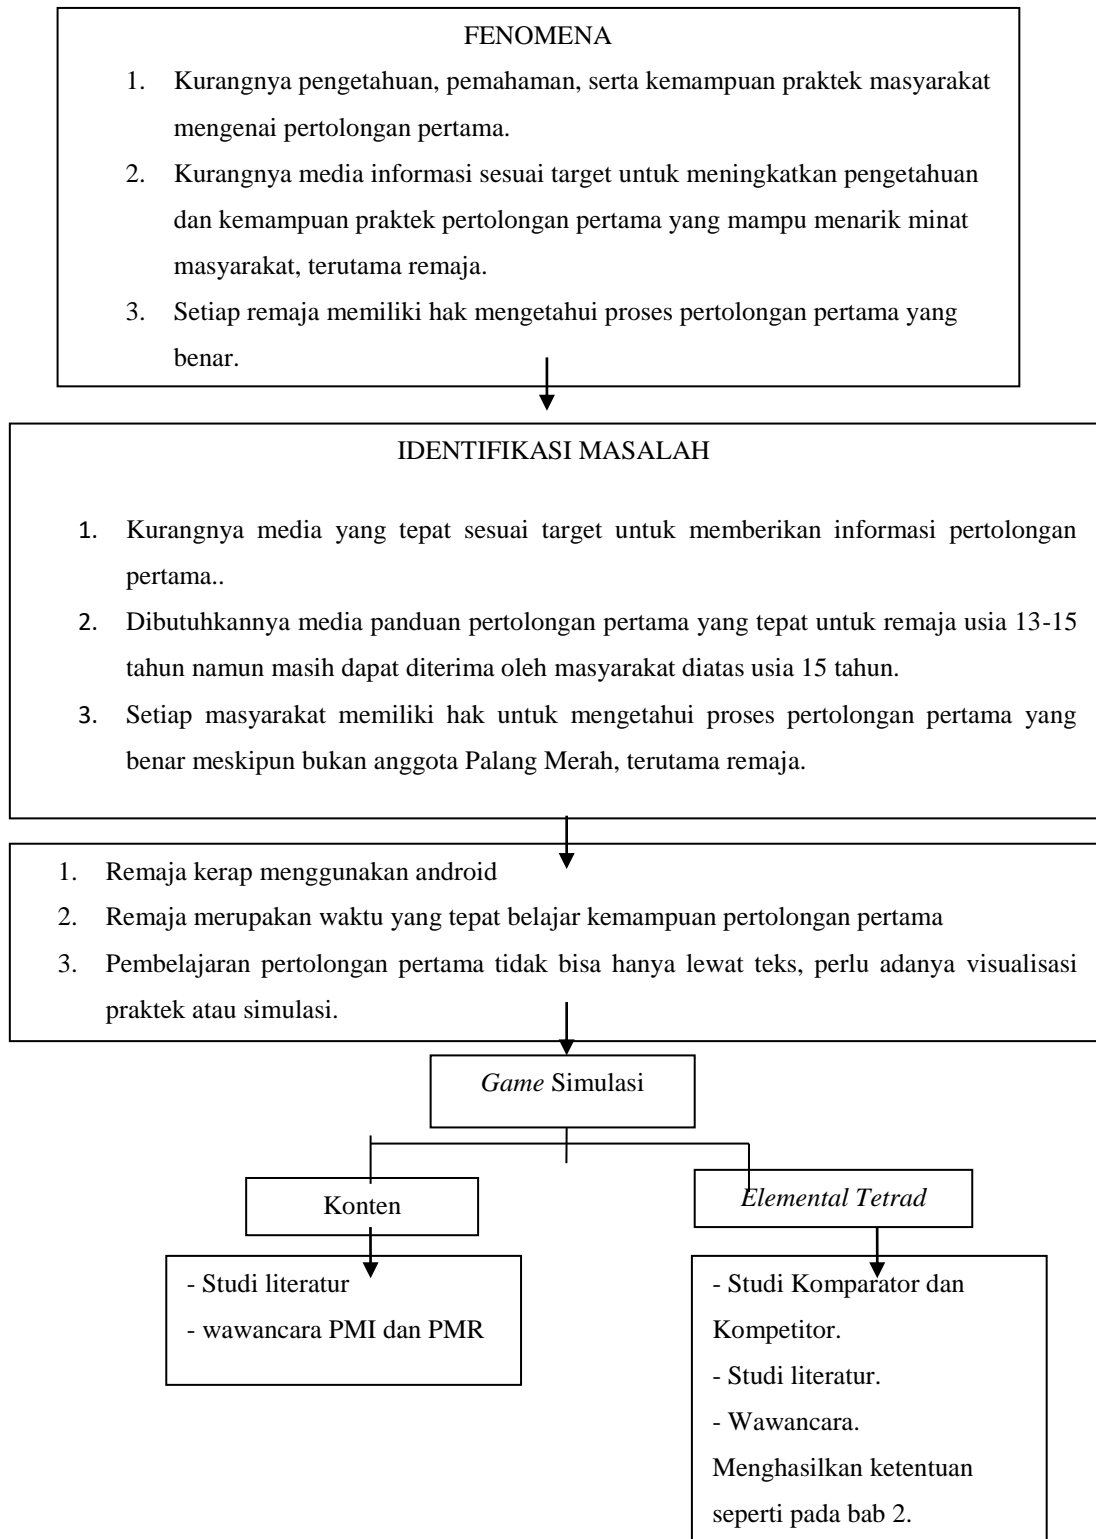 FENOMENA
1. Kurangnya pengetahuan, pemahaman, serta kemampuan praktek masyarakat
mengenai pertolongan pertama.
2. Kurangnya media informasi sesuai target untuk meningkatkan pengetahuan
dan kemampuan praktek pertolongan pertama yang mampu menarik minat
masyarakat, terutama remaja.
3. Setiap remaja memiliki hak mengetahui proses pertolongan pertama yang
benar.
IDENTIFIKASI MASALAH
1. Kurangnya media yang tepat sesuai target untuk memberikan informasi pertolongan
pertama..
2. Dibutuhkannya media panduan pertolongan pertama yang tepat untuk remaja usia 13-15
tahun namun masih dapat diterima oleh masyarakat diatas usia 15 tahun.
3. Setiap masyarakat memiliki hak untuk mengetahui proses pertolongan pertama yang
benar meskipun bukan anggota Palang Merah, terutama remaja.
1. Remaja kerap menggunakan android
2. Remaja merupakan waktu yang tepat belajar kemampuan pertolongan pertama
3. Pembelajaran pertolongan pertama tidak bisa hanya lewat teks, perlu adanya visualisasi
praktek atau simulasi.
Game Simulasi
Konten
- Studi literatur
- wawancara PMI dan PMR
Elemental Tetrad
- Studi Komparator dan
Kompetitor.
- Studi literatur.
- Wawancara.
Menghasilkan ketentuan
seperti pada bab 2.